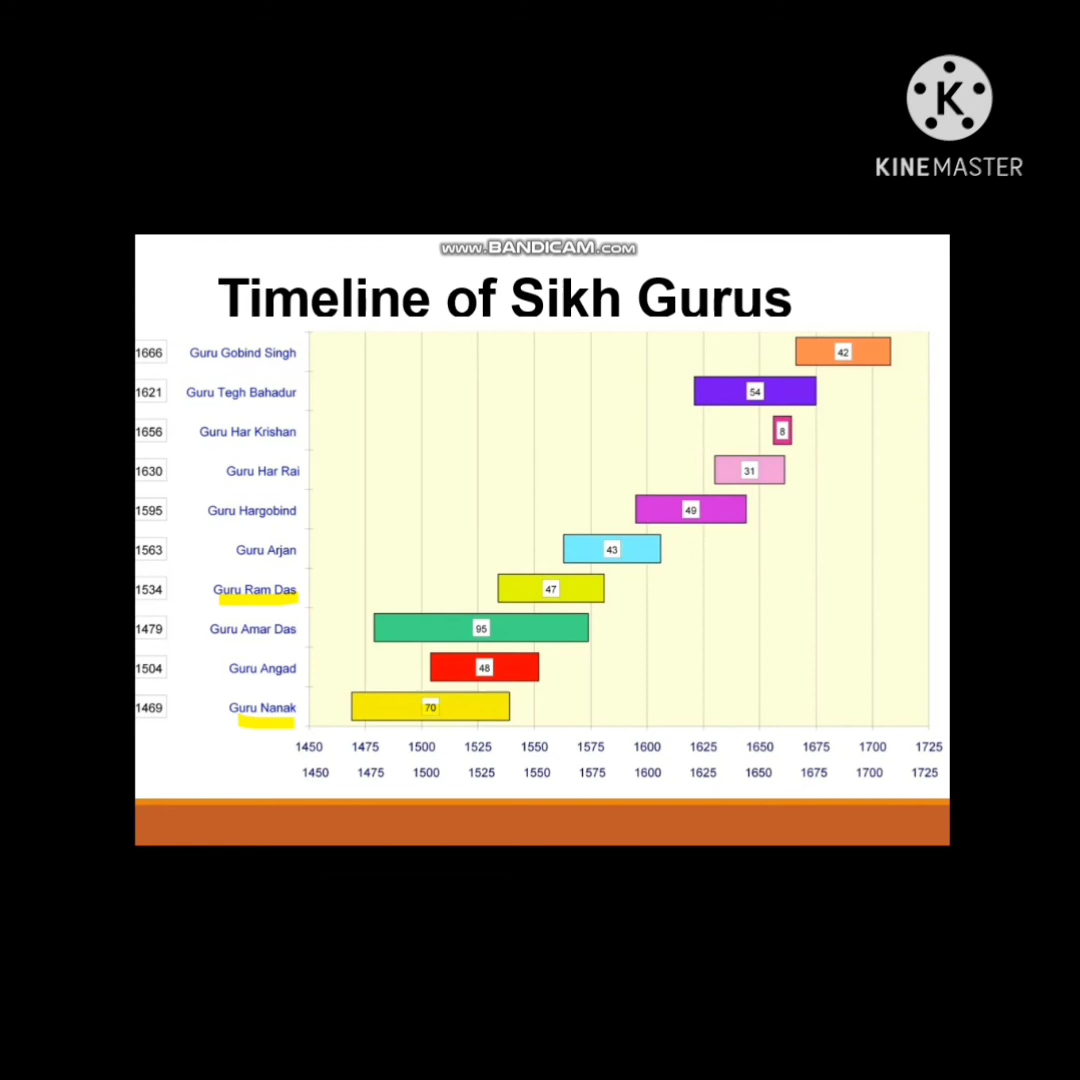 K
KINEMASTER
www.BANDICAM.com
Timeline of Sikh Gurus
1666 Guru Gobind Singh 42
1621 Guru Tegh Bahadur 54
1656 Guru Har Krishan 8
1630 Guru Har Rai 31
1595 Guru Hargobind 49
1563 Guru Arjan 43
1534 Guru Ram Das 47
1479 Guru Amar Das 95
1504 Guru Angad 48
1469 Guru Nanak 70
1450 1475 1500 1525 1550 1575 1600 1625 1650 1675 1700 1725
1450 1475 1500 1525 1550 1575 1600 1625 1650 1675 1700 1725